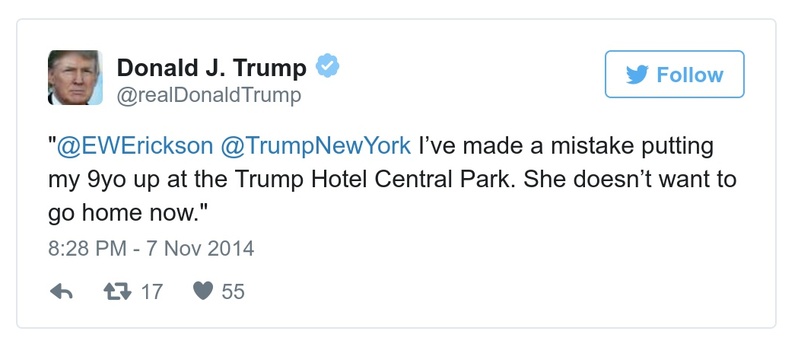 Donald J. Trump
@realDonaldTrump
Follow
"@EWErickson @TrumpNewYork I’ve made a mistake putting
my 9yo up at the Trump Hotel Central Park. She doesn’t want to
go home now."
8:28 PM - 7 Nov 2014
17 55